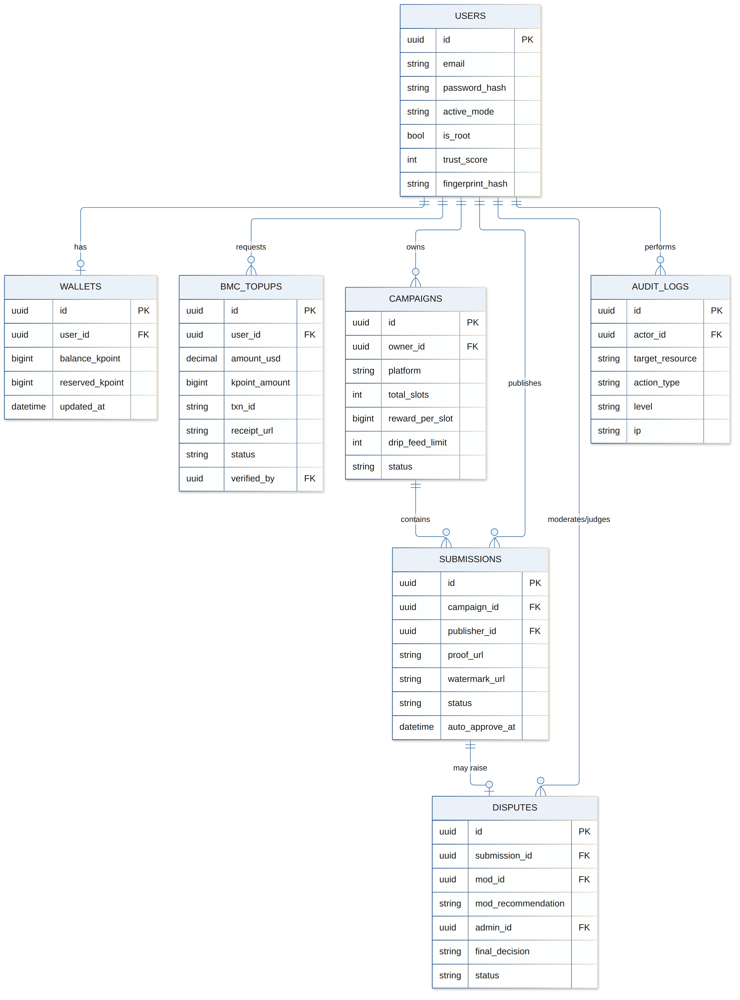 USERS
uuid id PK
string email
string password_hash
string active_mode
bool is_root
int trust_score
string fingerprint_hash
has
requests
owns
performs
WALLETS
uuid id PK
uuid user_id FK
bigint balance_kpoint
bigint reserved_kpoint
datetime updated_at
BMC_TOPUPS
uuid id PK
uuid user_id FK
decimal amount_usd
bigint kpoint_amount
string txn_id
string receipt_url
string status
uuid verified_by FK
CAMPAIGNS
uuid id PK
uuid owner_id FK
string platform
int total_slots
bigint reward_per_slot
int drip_feed_limit
string status
publishes
AUDIT_LOGS
uuid id PK
uuid actor_id FK
string target_resource
string action_type
string level
string ip
contains
moderates/judges
SUBMISSIONS
uuid id PK
uuid campaign_id FK
uuid publisher_id FK
string proof_url
string watermark_url
string status
datetime auto_approve_at
may raise
DISPUTES
uuid id PK
uuid submission_id FK
uuid mod_id FK
string mod_recommendation
uuid admin_id FK
string final_decision
string status